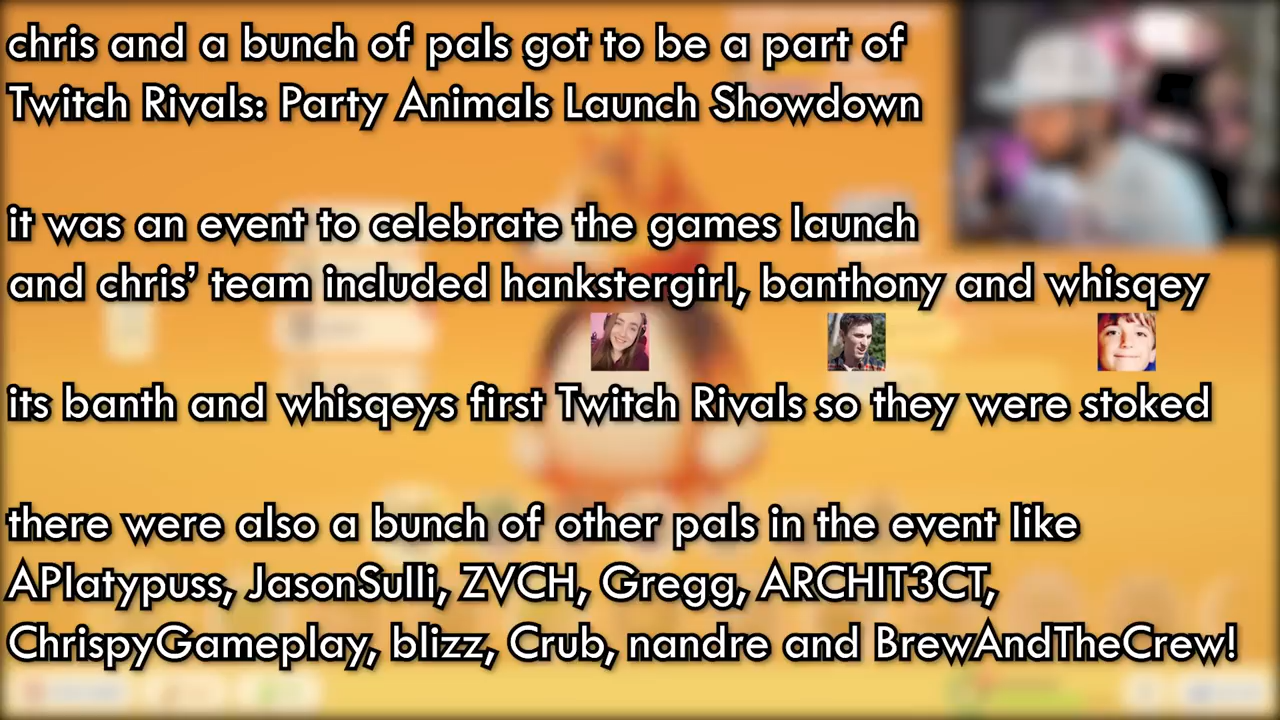 chris and a bunch of pals got to be a part of
Twitch Rivals: Party Animals Launch Showdown
it was an event to celebrate the games launch
and chris’ team included hankstergirl, banthony and whisqey
its banth and whisqeys first Twitch Rivals so they were stoked
there were also a bunch of other pals in the event like
APlatypuss, JasonSulli, ZVCH, Gregg, ARCHIT3CT,
ChrispyGameplay, blizz, Crub, nandre and BrewAndTheCrew!